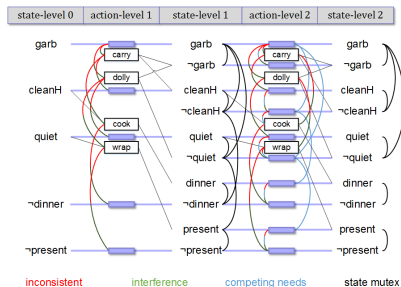 state-level 0 action-level 1 state-level 1 action-level 2 state-level 2
garb garb garb
carry carry
¬garb ¬garb
dolly dolly
cleanH cleanH cleanH
¬cleanH ¬cleanH
cook cook
quiet quiet quiet
wrap wrap
¬quiet ¬quiet
dinner dinner
¬dinner ¬dinner ¬dinner
present present
¬present ¬present ¬present
inconsistent interference competing needs state mutex